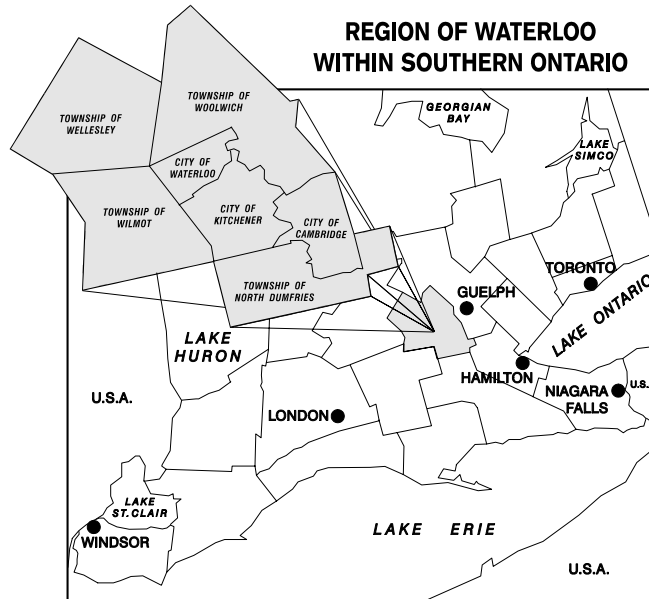 REGION OF WATERLOO
WITHIN SOUTHERN ONTARIO
TOWNSHIP OF
WELLESLEY
TOWNSHIP OF
WOOLWICH
CITY OF
WATERLOO
TOWNSHIP OF
WILMOT
CITY OF
KITCHENER
CITY OF
CAMBRIDGE
TOWNSHIP OF
NORTH DUMFRIES
GEORGIAN
BAY
LAKE
SIMCO
TORONTO
GUELPH
LAKE ONTARIO
LAKE
HURON
HAMILTON
NIAGARA
FALLS
U.S.
U.S.A.
LONDON
LAKE
ST. CLAIR
WINDSOR
LAKE ERIE
U.S.A.